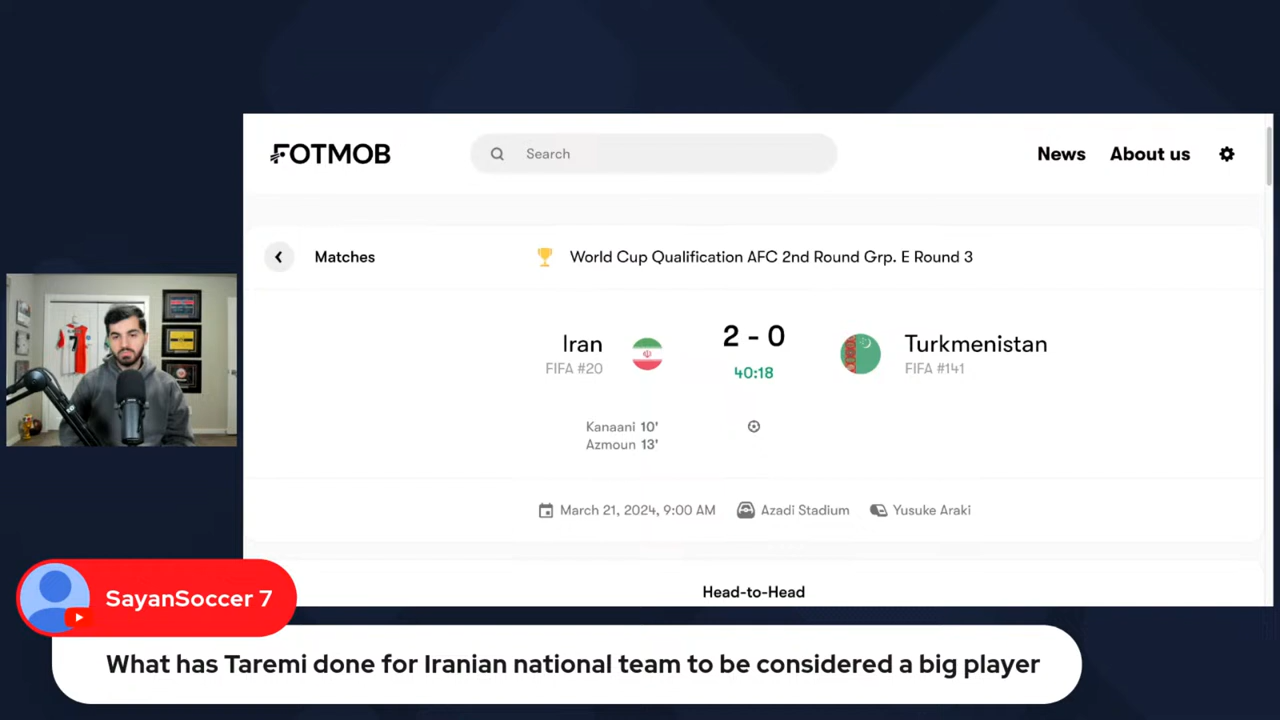 FOTMOB
Search
News
About us
Matches
World Cup Qualification AFC 2nd Round Grp. E Round 3
Iran
FIFA #20
2 - 0
40:18
Turkmenistan
FIFA #141
Kanaani 10'
Azmoun 13'
March 21, 2024, 9:00 AM
Azadi Stadium
Yusuke Araki
Head-to-Head
SayanSoccer 7
What has Taremi done for Iranian national team to be considered a big player
7